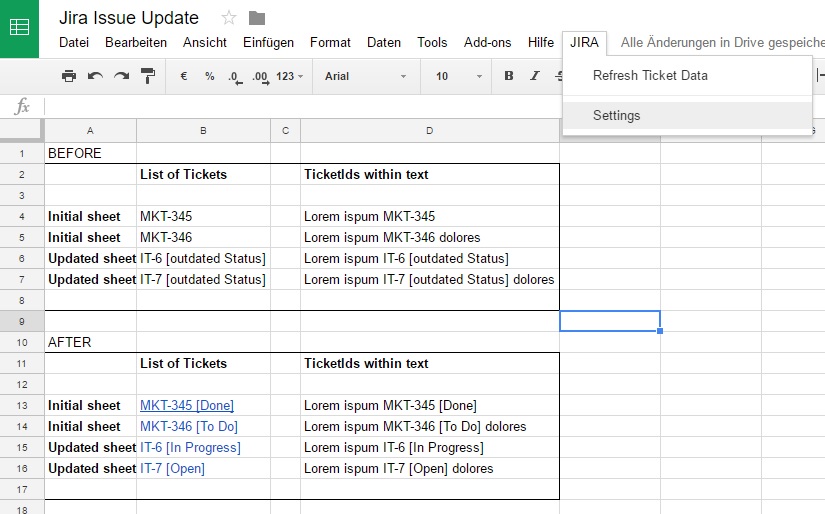 Jira Issue Update
Datei Bearbeiten Ansicht Einfügen Format Daten Tools Add-ons Hilfe JIRA Alle Änderungen in Drive gespeiche
€ % .0 .00 123 Arial 10 B I S
Refresh Ticket Data
Settings
fx
A B C D
1 BEFORE
2 List of Tickets TicketIds within text
3
4 Initial sheet MKT-345 Lorem ispum MKT-345
5 Initial sheet MKT-346 Lorem ispum MKT-346 dolores
6 Updated sheet IT-6 [outdated Status] Lorem ispum IT-6 [outdated Status]
7 Updated sheet IT-7 [outdated Status] Lorem ispum IT-7 [outdated Status] dolores
8
9
10 AFTER
11 List of Tickets TicketIds within text
12
13 Initial sheet MKT-345 [Done] Lorem ispum MKT-345 [Done]
14 Initial sheet MKT-346 [To Do] Lorem ispum MKT-346 [To Do] dolores
15 Updated sheet IT-6 [In Progress] Lorem ispum IT-6 [In Progress]
16 Updated sheet IT-7 [Open] Lorem ispum IT-7 [Open] dolores
17
18